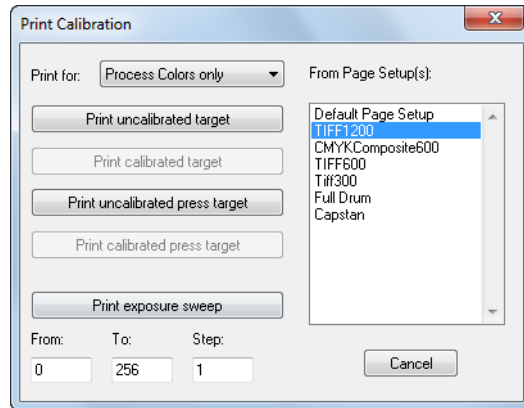 Print Calibration
Print for:
Process Colors only
Print uncalibrated target
Print calibrated target
Print uncalibrated press target
Print calibrated press target
Print exposure sweep
From: To: Step:
0 256 1
From Page Setup(s):
Default Page Setup
TIFF1200
CMYKComposite600
TIFF600
Tiff300
Full Drum
Capstan
Cancel